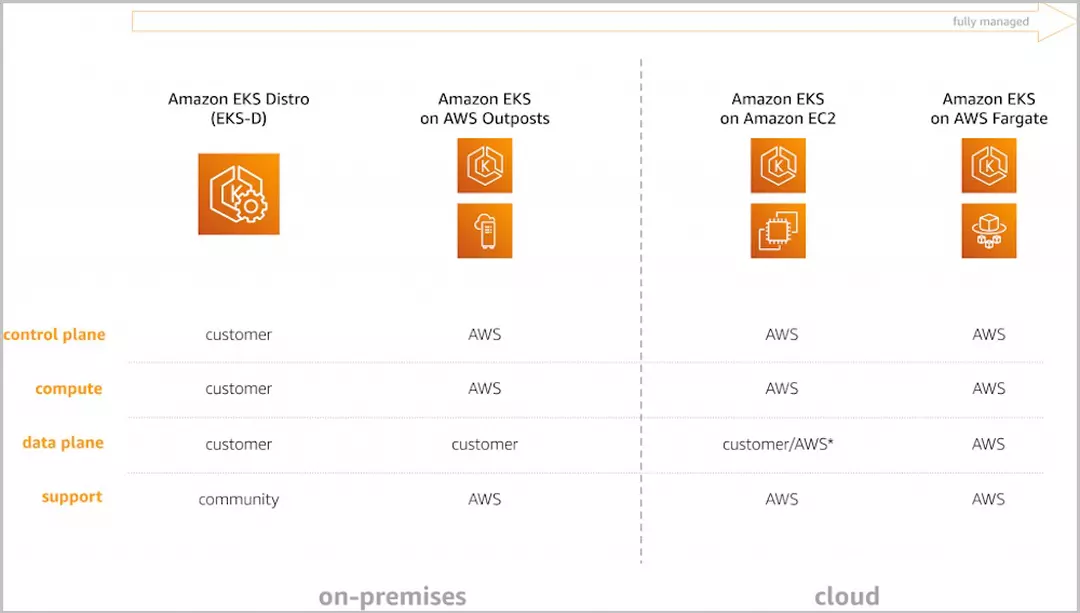 fully managed
Amazon EKS Distro
(EKS-D)
Amazon EKS
on AWS Outposts
Amazon EKS
on Amazon EC2
Amazon EKS
on AWS Fargate
K
K
K
K
control plane customer AWS AWS AWS
compute customer AWS AWS AWS
data plane customer customer customer/AWS* AWS
support community AWS AWS AWS
on-premises cloud